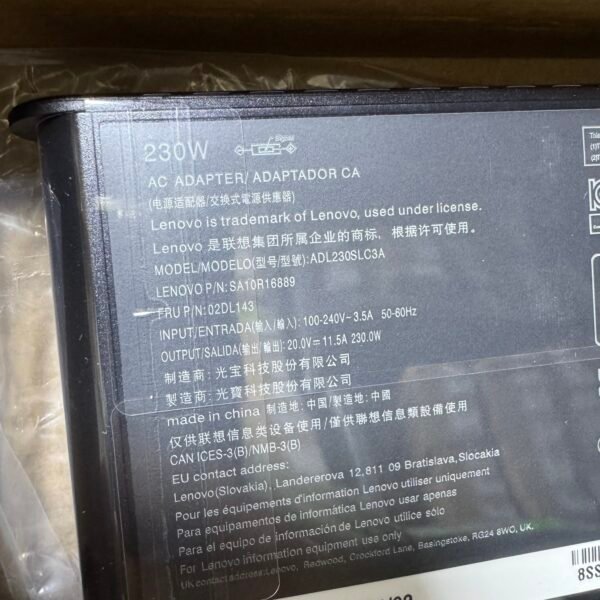 230W
AC ADAPTER/ ADAPTADOR CA
(电源适配器/交換式電源供應器)
Lenovo is trademark of Lenovo, used under license.
Lenovo 是联想集团所属企业的商标，根据许可使用。
MODEL/MODELO(型号/型號): ADL230SLC3A
LENOVO P/N: SA10R16889
FRU P/N: 02DL143
INPUT/ENTRADA(输入/輸入): 100-240V~3.5A 50-60Hz
OUTPUT/SALIDA(输出/輸出): 20.0V⎓11.5A 230.0W
制造商: 光宝科技股份有限公司
製造商: 光寶科技股份有限公司
made in china 制造地: 中国/製造地: 中國
仅供联想信息类设备使用/僅供聯想信息類設備使用
CAN ICES-3(B)/NMB-3(B)
EU contact address:
Lenovo(Slovakia), Landererova 12,811 09 Bratislava,Slocakia
Pour les équipements d'information Lenovo utiliser uniquement
Para equipamentos de informática Lenovo usar apenas
Para el equipo de información de Lenovo utilice sólo
For Lenovo information equipment use only
UK contact address:Lenovo, Redwood, Crockford Lane, Basingstoke, RG24 8WO, UK.
8SS